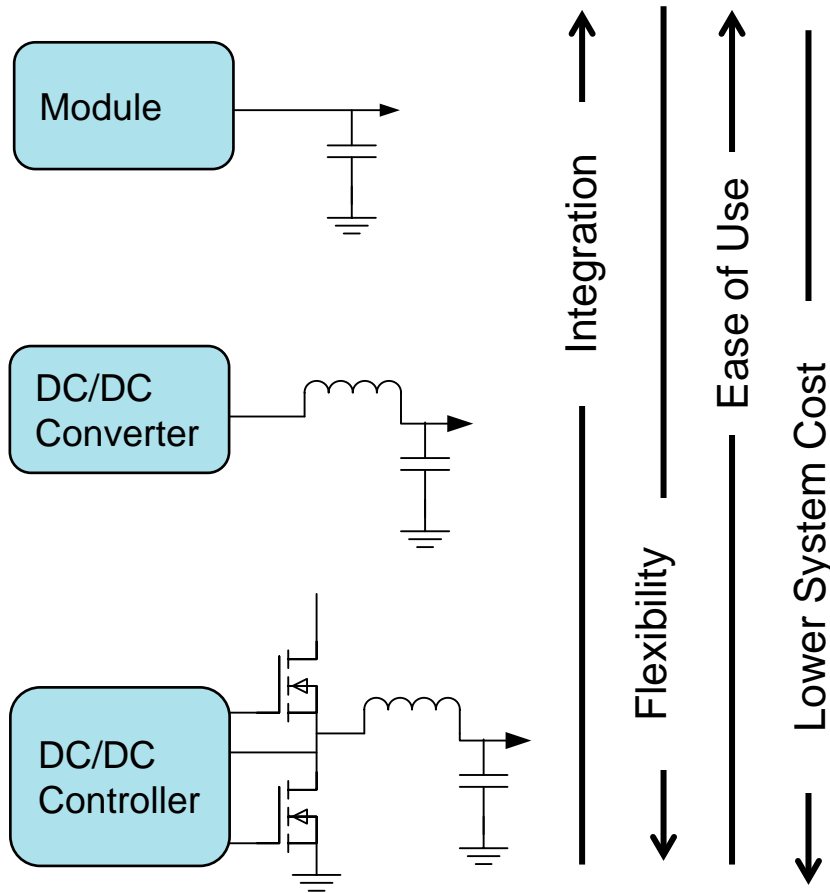 Module
DC/DC
Converter
DC/DC
Controller
Integration
Flexibility
Ease of Use
Lower System Cost